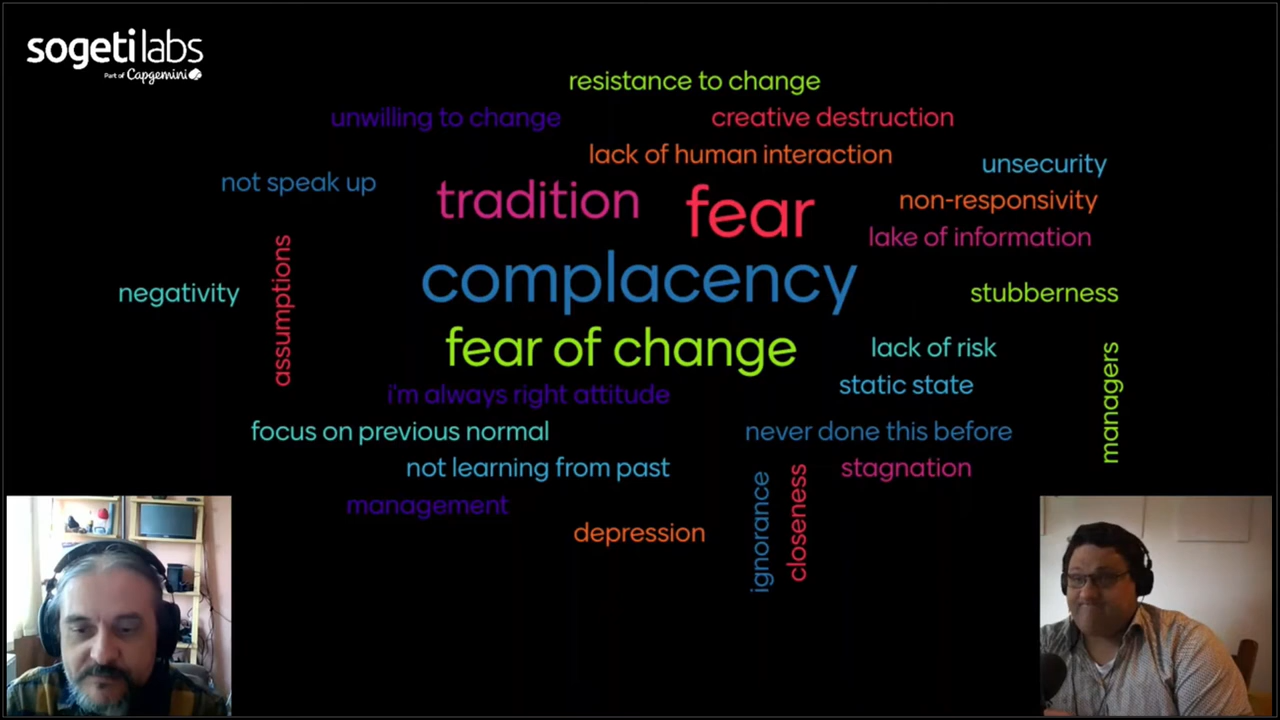 sogetilabs
Part of Capgemini
resistance to change
unwilling to change
creative destruction
lack of human interaction
unsecurity
not speak up
tradition
fear
non-responsivity
lake of information
assumptions
complacency
negativity
stubberness
fear of change
lack of risk
managers
static state
i'm always right attitude
focus on previous normal
never done this before
not learning from past
stagnation
management
ignorance
closeness
depression